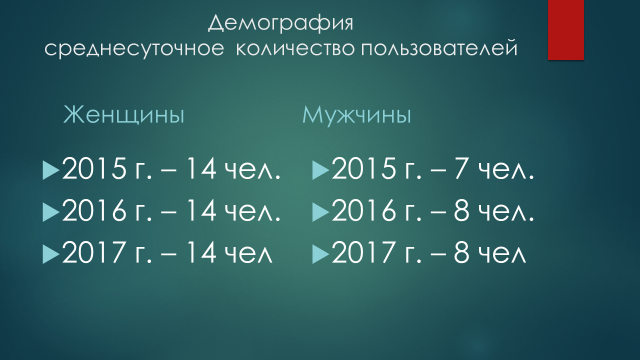 Демография
среднесуточное количество пользователей
Женщины
2015 г. – 14 чел.
2016 г. – 14 чел.
2017 г. – 14 чел
Мужчины
2015 г. – 7 чел.
2016 г. – 8 чел.
2017 г. – 8 чел